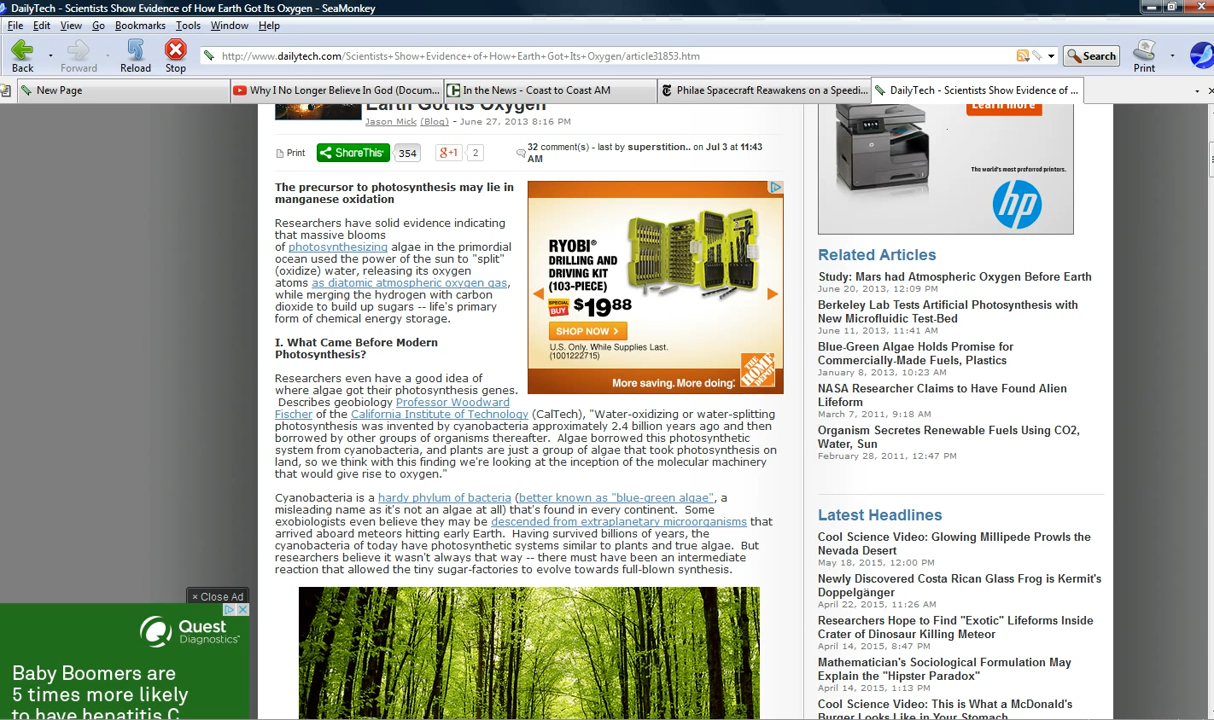 DailyTech - Scientists Show Evidence of How Earth Got Its Oxygen - SeaMonkey
File Edit View Go Bookmarks Tools Window Help
http://www.dailytech.com/Scientists+Show+Evidence+of+How+Earth+Got+Its+Oxygen/article31853.htm
Search
Back Forward Reload Stop
Print
New Page
Why I No Longer Believe In God (Docum...
In the News - Coast to Coast AM
Philae Spacecraft Reawakens on a Speedi...
DailyTech - Scientists Show Evidence of ...
Earth Got Its Oxygen
Jason Mick (Blog) - June 27, 2013 8:16 PM
Print
ShareThis
354
g+1
2
32 comment(s) - last by superstition.. on Jul 3 at 11:43
AM
The precursor to photosynthesis may lie in
manganese oxidation
Researchers have solid evidence indicating
that massive blooms
of photosynthesizing algae in the primordial
ocean used the power of the sun to "split"
(oxidize) water, releasing its oxygen
atoms as diatomic atmospheric oxygen gas,
while merging the hydrogen with carbon
dioxide to build up sugars -- life's primary
form of chemical energy storage.
I. What Came Before Modern
Photosynthesis?
Researchers even have a good idea of
where algae got their photosynthesis genes.
Describes geobiology Professor Woodward
Fischer of the California Institute of Technology (CalTech), "Water-oxidizing or water-splitting
photosynthesis was invented by cyanobacteria approximately 2.4 billion years ago and then
borrowed by other groups of organisms thereafter.  Algae borrowed this photosynthetic
system from cyanobacteria, and plants are just a group of algae that took photosynthesis on
land, so we think with this finding we're looking at the inception of the molecular machinery
that would give rise to oxygen."
Cyanobacteria is a hardy phylum of bacteria (better known as "blue-green algae", a
misleading name as it's not an algae at all) that's found in every continent.  Some
exobiologists even believe they may be descended from extraplanetary microorganisms that
arrived aboard meteors hitting early Earth.  Having survived billions of years, the
cyanobacteria of today have photosynthetic systems similar to plants and true algae.  But
researchers believe it wasn't always that way -- there must have been an intermediate
reaction that allowed the tiny sugar-factories to evolve towards full-blown synthesis.
RYOBI®
DRILLING AND
DRIVING KIT
(103-PIECE)
SPECIAL
BUY
$19 88
SHOP NOW
U.S. Only. While Supplies Last.
(1001222715)
THE HOME DEPOT
More saving. More doing.
Learn more
The world's most preferred printers.
hp
Related Articles
Study: Mars had Atmospheric Oxygen Before Earth
June 20, 2013, 12:09 PM
Berkeley Lab Tests Artificial Photosynthesis with
New Microfluidic Test-Bed
June 11, 2013, 11:41 AM
Blue-Green Algae Holds Promise for
Commercially-Made Fuels, Plastics
January 8, 2013, 10:23 AM
NASA Researcher Claims to Have Found Alien
Lifeform
March 7, 2011, 9:18 AM
Organism Secretes Renewable Fuels Using CO2,
Water, Sun
February 28, 2011, 12:47 PM
Latest Headlines
Cool Science Video: Glowing Millipede Prowls the
Nevada Desert
May 18, 2015, 12:00 PM
Newly Discovered Costa Rican Glass Frog is Kermit's
Doppelgänger
April 22, 2015, 11:26 AM
Researchers Hope to Find "Exotic" Lifeforms Inside
Crater of Dinosaur Killing Meteor
April 14, 2015, 8:47 PM
Mathematician's Sociological Formulation May
Explain the "Hipster Paradox"
April 14, 2015, 1:13 PM
Cool Science Video: This is What a McDonald's
Burger Looks Like in Your Stomach
× Close Ad
Quest
Diagnostics
Baby Boomers are
5 times more likely
to have hepatitis C